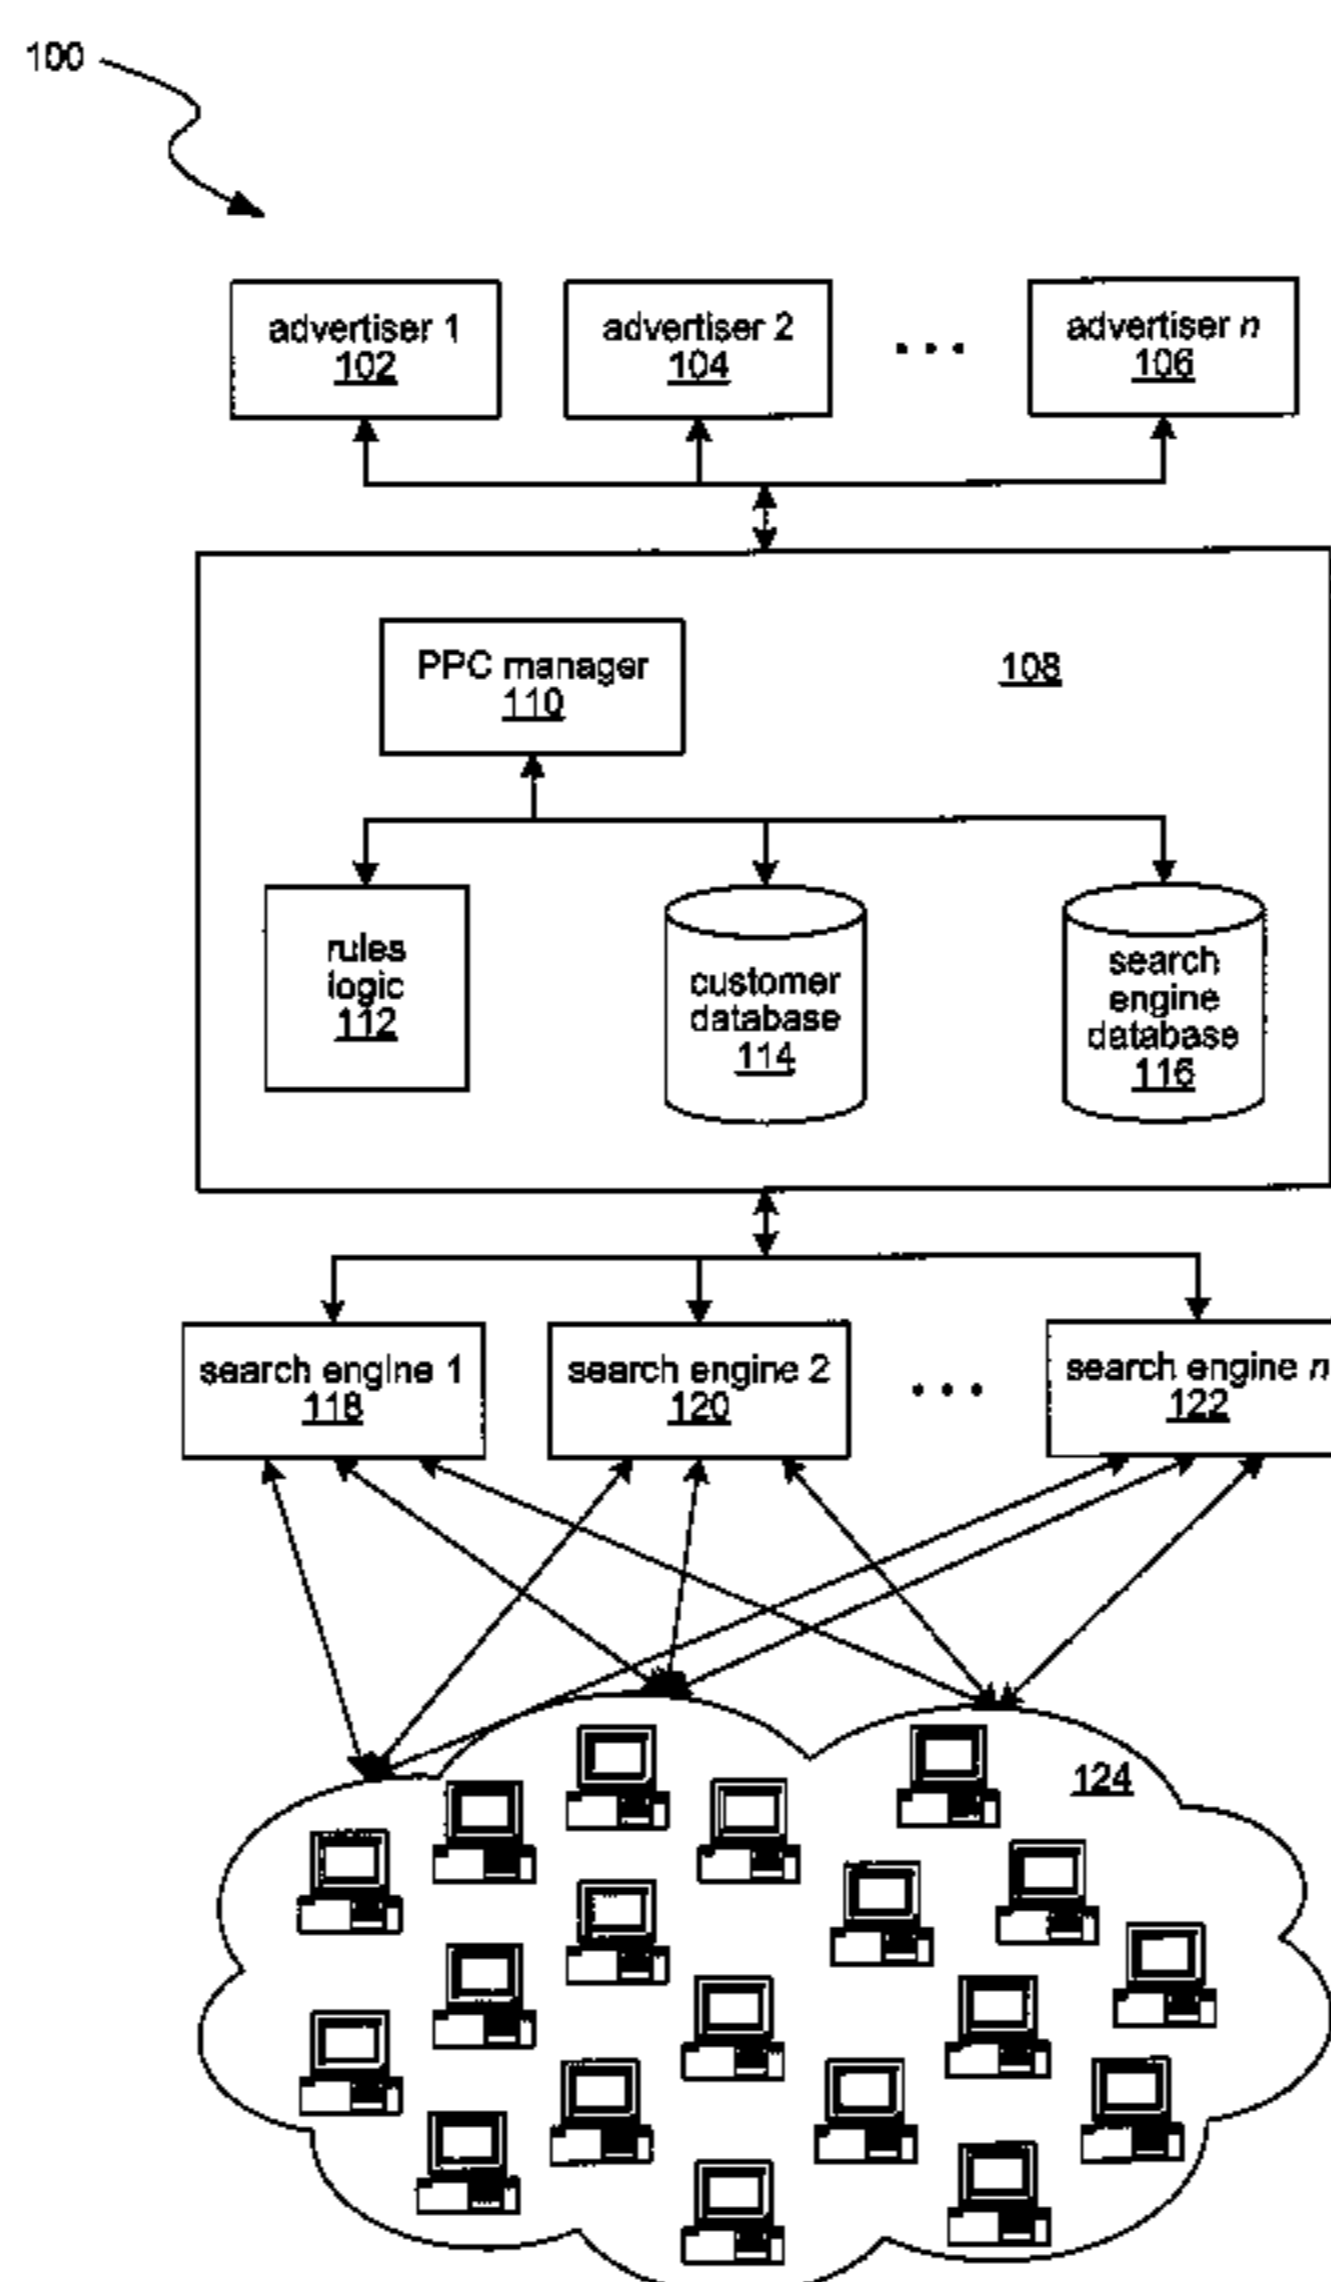 100
advertiser 1
102
advertiser 2
104
...
advertiser n
106
PPC manager
110
108
rules
logic
112
customer
database
114
search
engine
database
116
search engine 1
118
search engine 2
120
...
search engine n
122
124